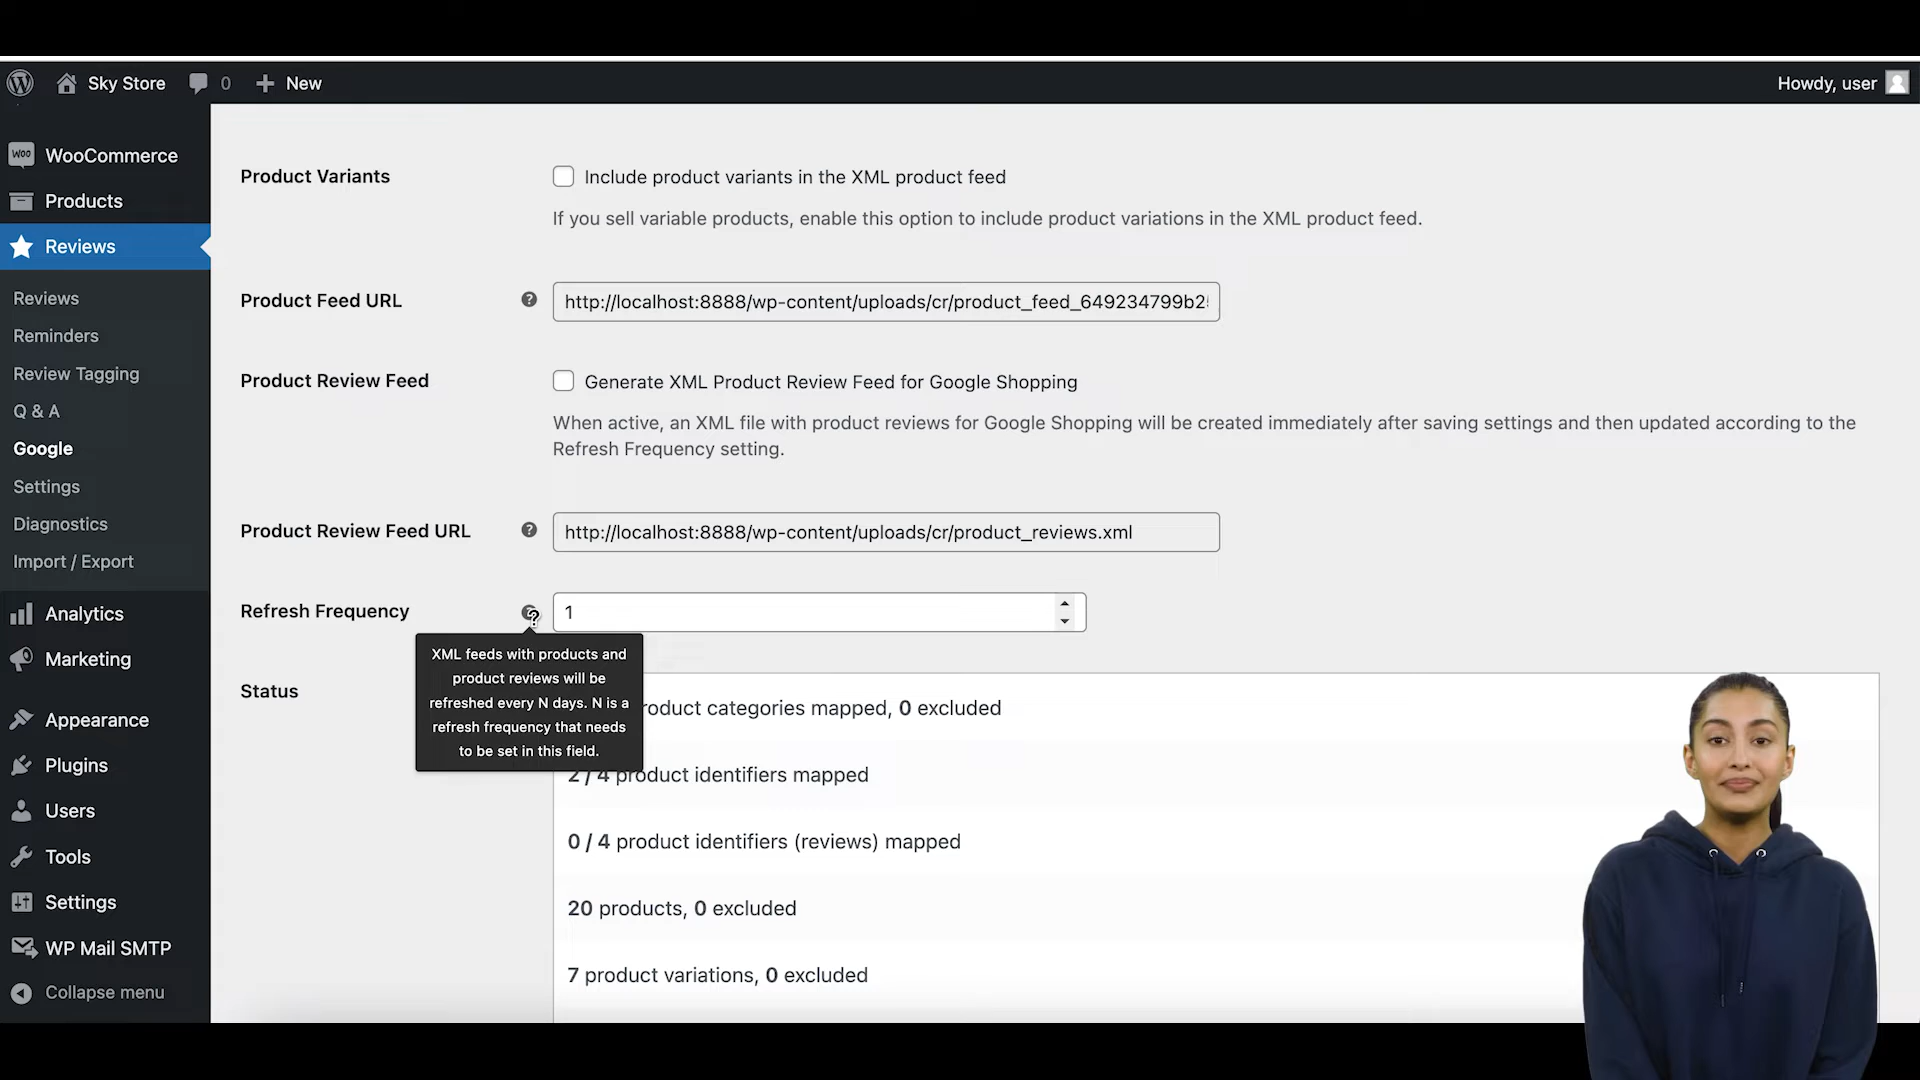 Sky Store
0
New
Howdy, user
Woo
WooCommerce
Products
Reviews
Reviews
Reminders
Review Tagging
Q & A
Google
Settings
Diagnostics
Import / Export
Analytics
Marketing
Appearance
Plugins
Users
Tools
Settings
WP Mail SMTP
Collapse menu
Product Variants
Include product variants in the XML product feed
If you sell variable products, enable this option to include product variations in the XML product feed.
Product Feed URL
http://localhost:8888/wp-content/uploads/cr/product_feed_649234799b2
Product Review Feed
Generate XML Product Review Feed for Google Shopping
When active, an XML file with product reviews for Google Shopping will be created immediately after saving settings and then updated according to the
Refresh Frequency setting.
Product Review Feed URL
http://localhost:8888/wp-content/uploads/cr/product_reviews.xml
Refresh Frequency
1
XML feeds with products and
product reviews will be
refreshed every N days. N is a
refresh frequency that needs
to be set in this field.
Status
categories mapped, 0 excluded
2 / 4 product identifiers mapped
0 / 4 product identifiers (reviews) mapped
20 products, 0 excluded
7 product variations, 0 excluded